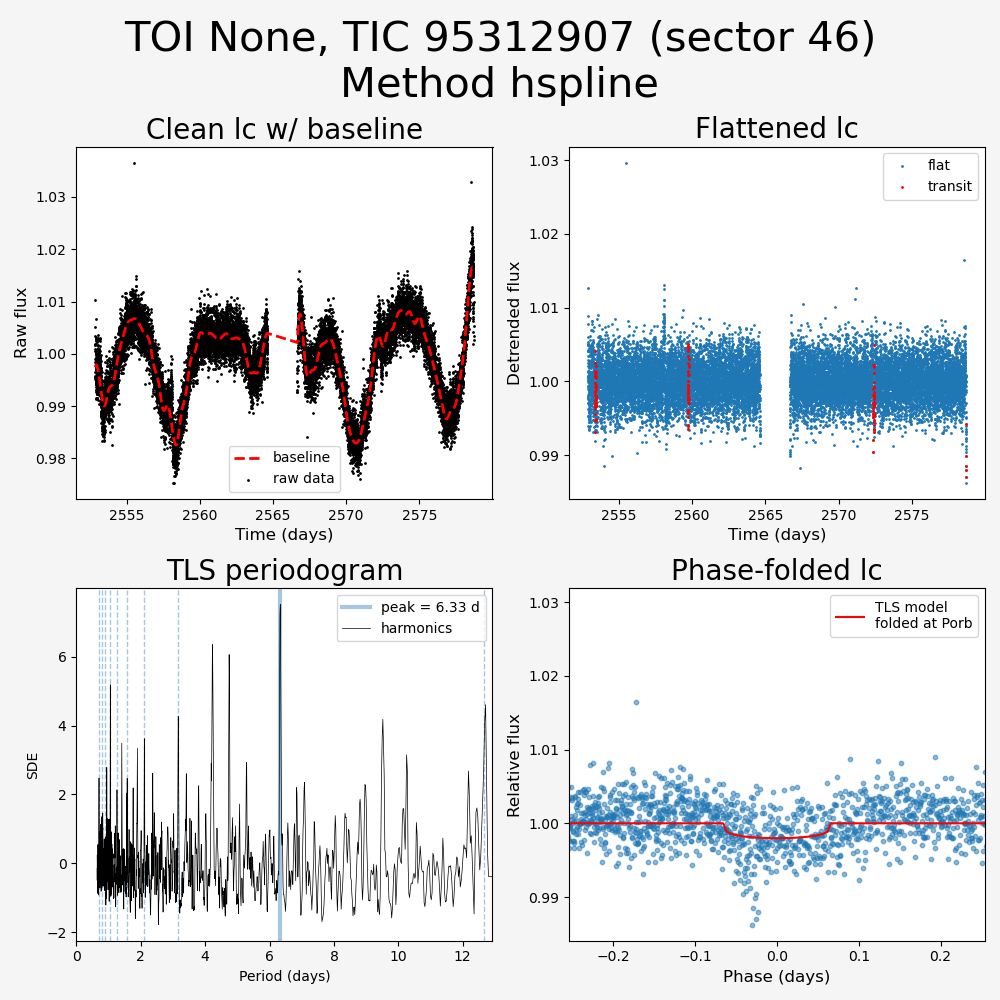 TOI None, TIC 95312907 (sector 46)
Method hspline
Clean lc w/ baseline
Raw flux
1.03
1.02
1.01
1.00
0.99
0.98
baseline
raw data
2555
2560
2565
2570
2575
Time (days)
Flattened lc
Detrended flux
1.03
1.02
1.01
1.00
0.99
flat
transit
2555
2560
2565
2570
2575
Time (days)
TLS periodogram
SDE
6
4
2
0
−2
peak = 6.33 d
harmonics
0
2
4
6
8
10
12
Period (days)
Phase-folded lc
Relative flux
1.03
1.02
1.01
1.00
0.99
TLS model
folded at Porb
−0.2
−0.1
0.0
0.1
0.2
Phase (days)